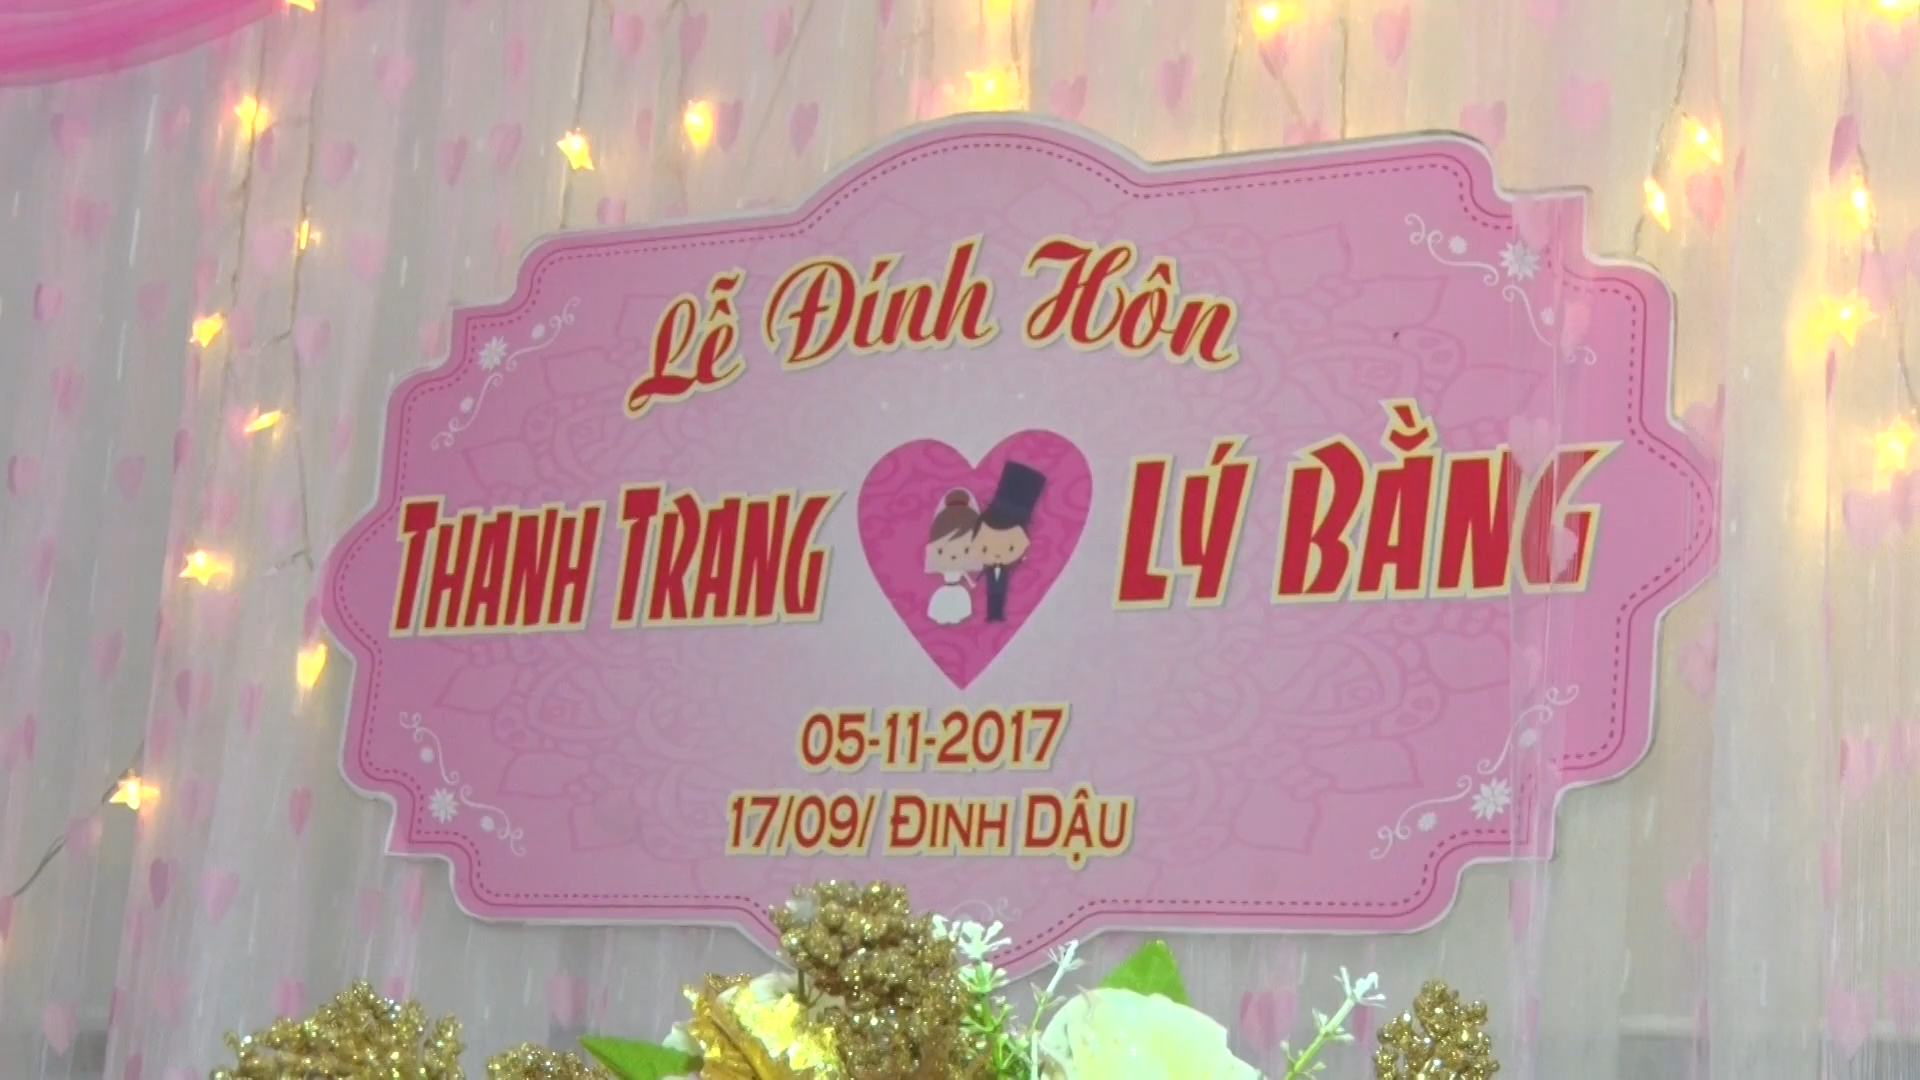 Lễ Đính Hôn
THANH TRANG LÝ BẰNG
05-11-2017
17/09/ ĐINH DẬU